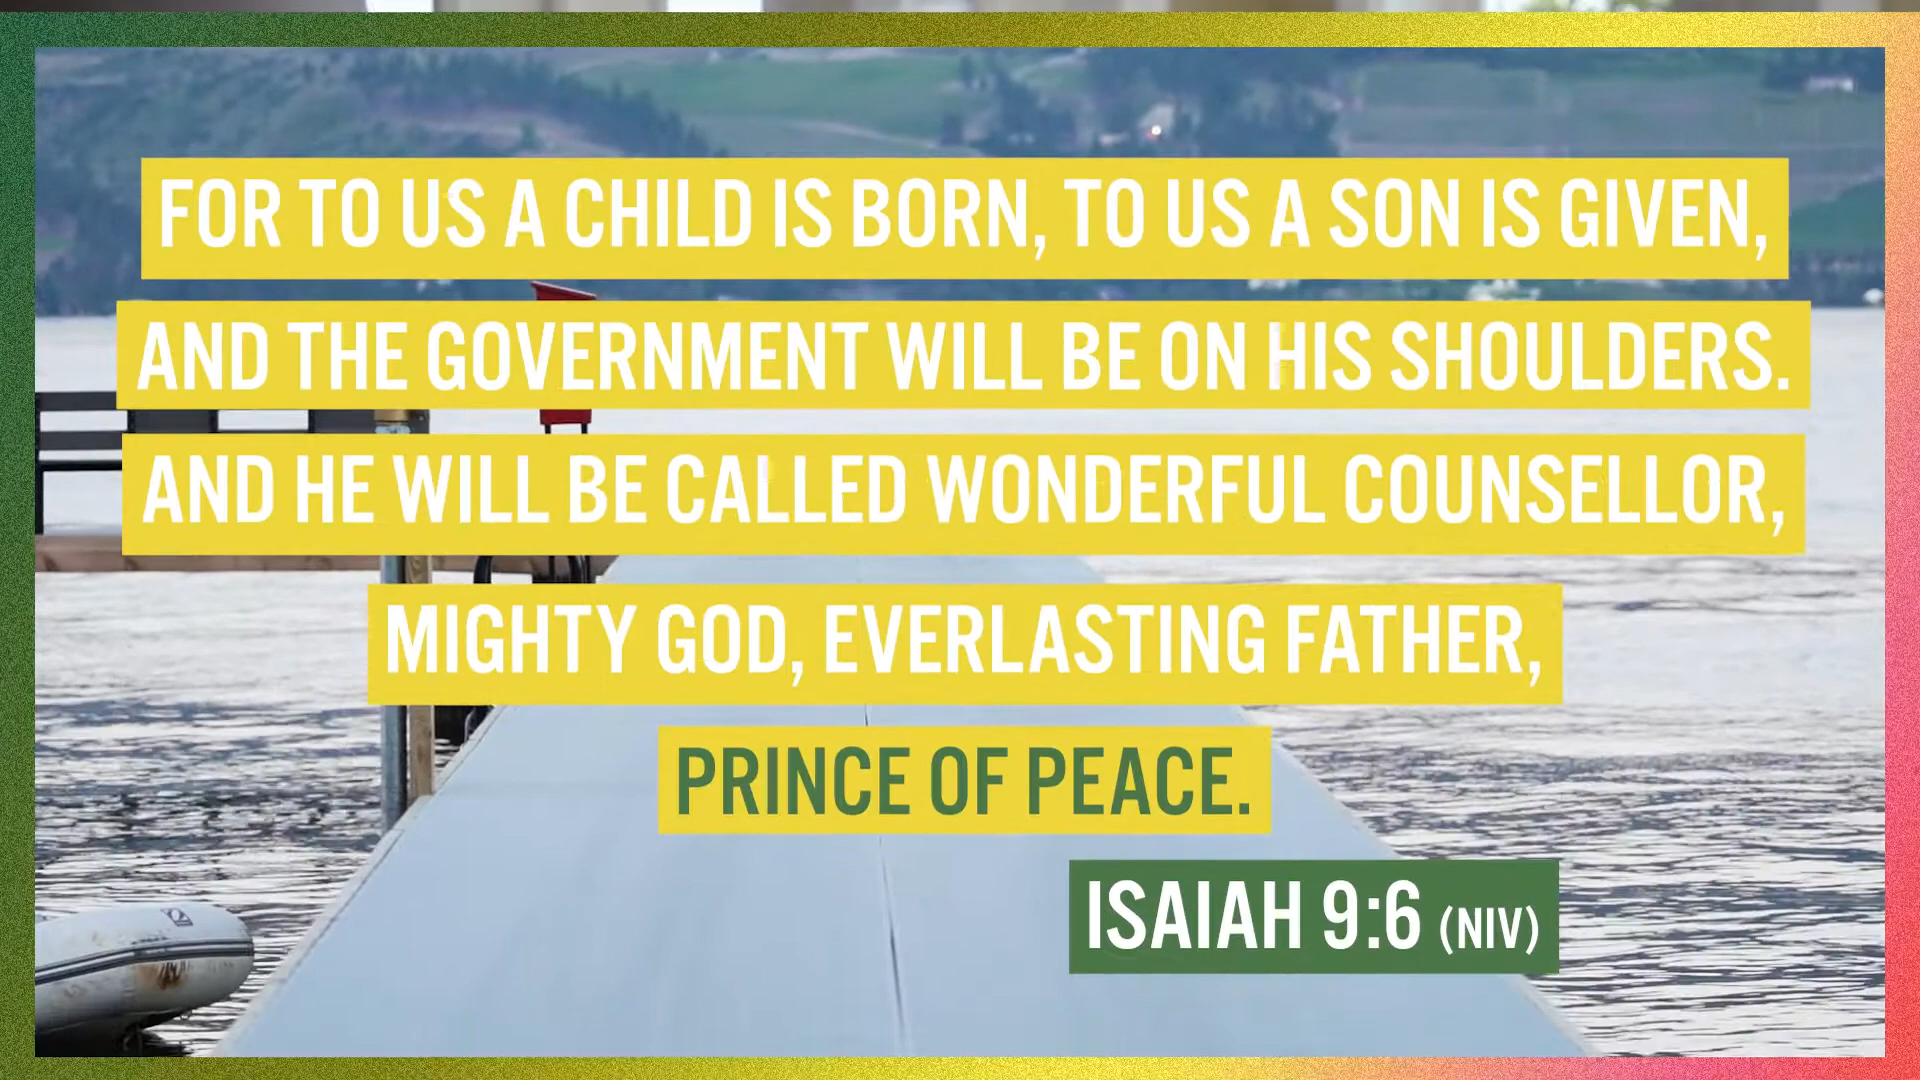 FOR TO US A CHILD IS BORN, TO US A SON IS GIVEN,
AND THE GOVERNMENT WILL BE ON HIS SHOULDERS.
AND HE WILL BE CALLED WONDERFUL COUNSELLOR,
MIGHTY GOD, EVERLASTING FATHER,
PRINCE OF PEACE.
ISAIAH 9:6 (NIV)